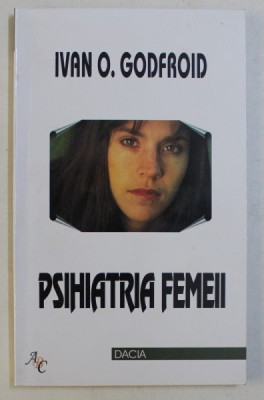 IVAN O. GODFROID
PSIHIATRIA FEMEII
DACIA